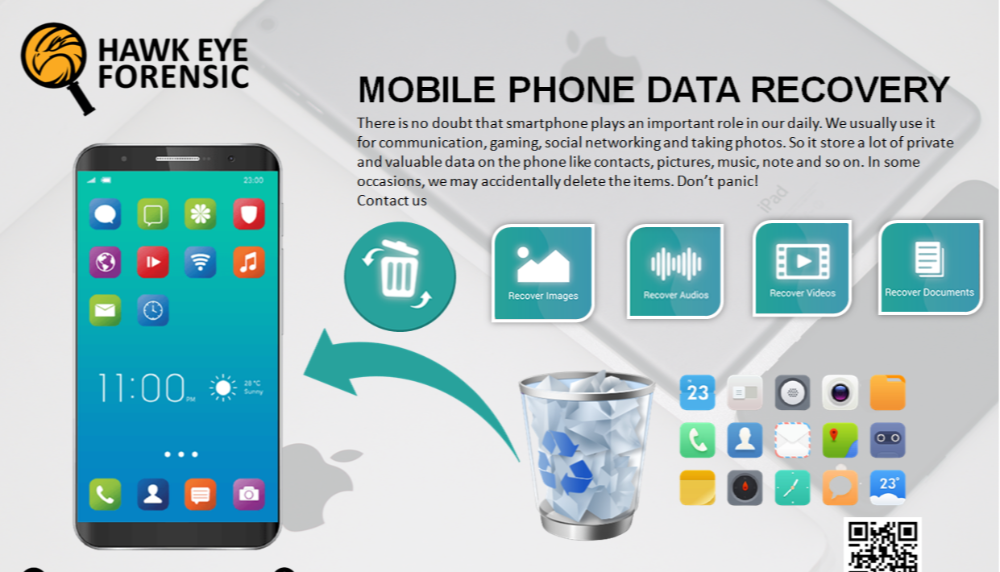 HAWK EYE
FORENSIC
MOBILE PHONE DATA RECOVERY
There is no doubt that smartphone plays an important role in our daily. We usually use it
for communication, gaming, social networking and taking photos. So it store a lot of private
and valuable data on the phone like contacts, pictures, music, note and so on. In some
occasions, we may accidentally delete the items. Don't panic!
Contact us
iPad
23:00
Recover Images
Recover Audios
Recover Videos
Recover Documents
11:00 PM
28 °C
Sunny
23
23°